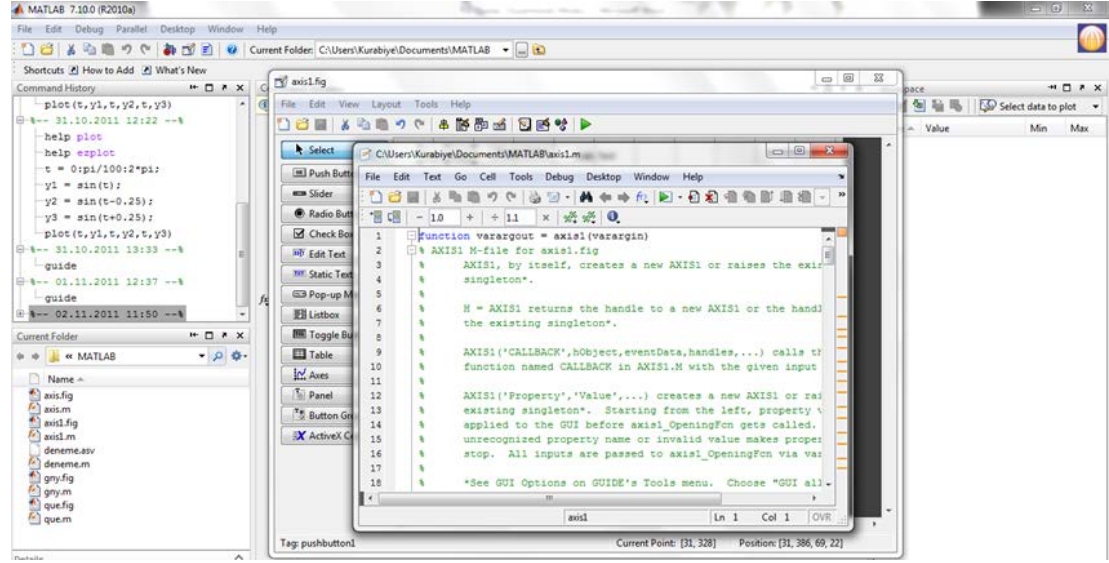 MATLAB 7.10.0 (R2010a)
File Edit Debug Parallel Desktop Window Help
Current Folder: C:\Users\Kurabiye\Documents\MATLAB
Shortcuts How to Add What's New
Command History
plot(t,y1,t,y2,t,y3)
%-- 31.10.2011 12:22 --%
help plot
help ezplot
t = 0:pi/100:2*pi;
y1 = sin(t);
y2 = sin(t-0.25);
y3 = sin(t+0.25);
plot(t,y1,t,y2,t,y3)
%-- 31.10.2011 13:33 --%
guide
%-- 01.11.2011 12:37 --%
guide
%-- 02.11.2011 11:50 --%
Current Folder
« MATLAB
Name
axis.fig
axis.m
axis1.fig
axis1.m
deneme.asv
deneme.m
gny.fig
gny.m
que.fig
que.m
Details
axis1.fig
File Edit View Layout Tools Help
Select
Push Butt
Slider
Radio Butt
Check Box
Edit Text
Static Text
Pop-up M
Listbox
Toggle Bu
Table
Axes
Panel
Button Gr
ActiveX C
Tag: pushbutton1
Current Point: [31, 328] Position: [31, 386, 69, 22]
C:\Users\Kurabiye\Documents\MATLAB\axis1.m
File Edit Text Go Cell Tools Debug Desktop Window Help
- 1.0 + ÷ 1.1 ×
1 function varargout = axis1(varargin)
2 % AXIS1 M-file for axis1.fig
3 % AXIS1, by itself, creates a new AXIS1 or raises the exis
4 % singleton*.
5 %
6 % H = AXIS1 returns the handle to a new AXIS1 or the handl
7 % the existing singleton*.
8 %
9 % AXIS1('CALLBACK',hObject,eventData,handles,...) calls th
10 % function named CALLBACK in AXIS1.M with the given input
11 %
12 % AXIS1('Property','Value',...) creates a new AXIS1 or rai
13 % existing singleton*. Starting from the left, property v
14 % applied to the GUI before axis1_OpeningFcn gets called.
15 % unrecognized property name or invalid value makes proper
16 % stop. All inputs are passed to axis1_OpeningFcn via var
17 %
18 % *See GUI Options on GUIDE's Tools menu. Choose "GUI all
axis1 Ln 1 Col 1 OVR
pace
Select data to plot
Value Min Max